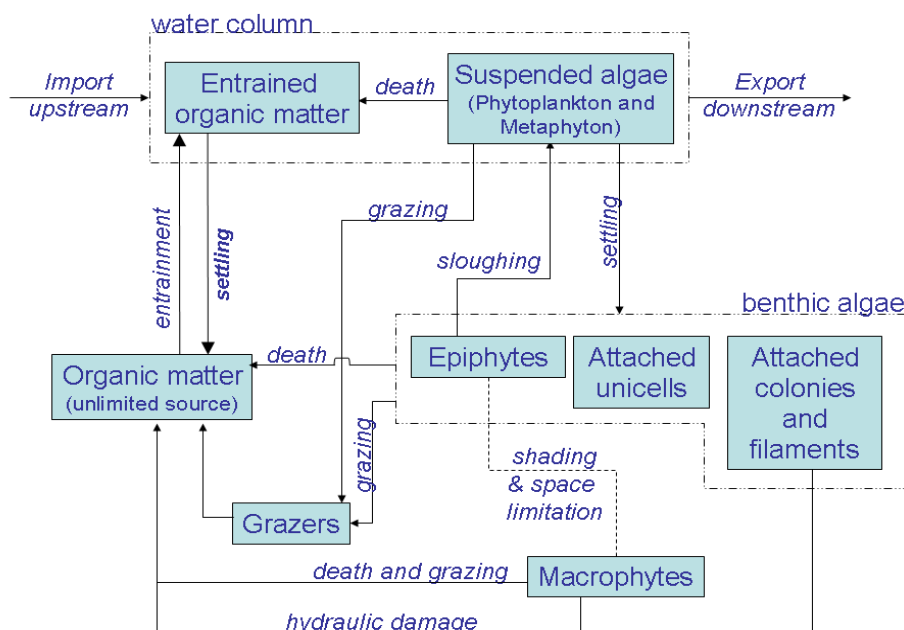 water column
Import
upstream
Entrained
organic matter
death
Suspended algae
(Phytoplankton and
Metaphyton)
Export
downstream
entrainment
settling
grazing
sloughing
settling
benthic algae
Organic matter
(unlimited source)
death
Epiphytes
Attached
unicells
Attached
colonies
and
filaments
grazing
shading
& space
limitation
Grazers
death and grazing
Macrophytes
hydraulic damage